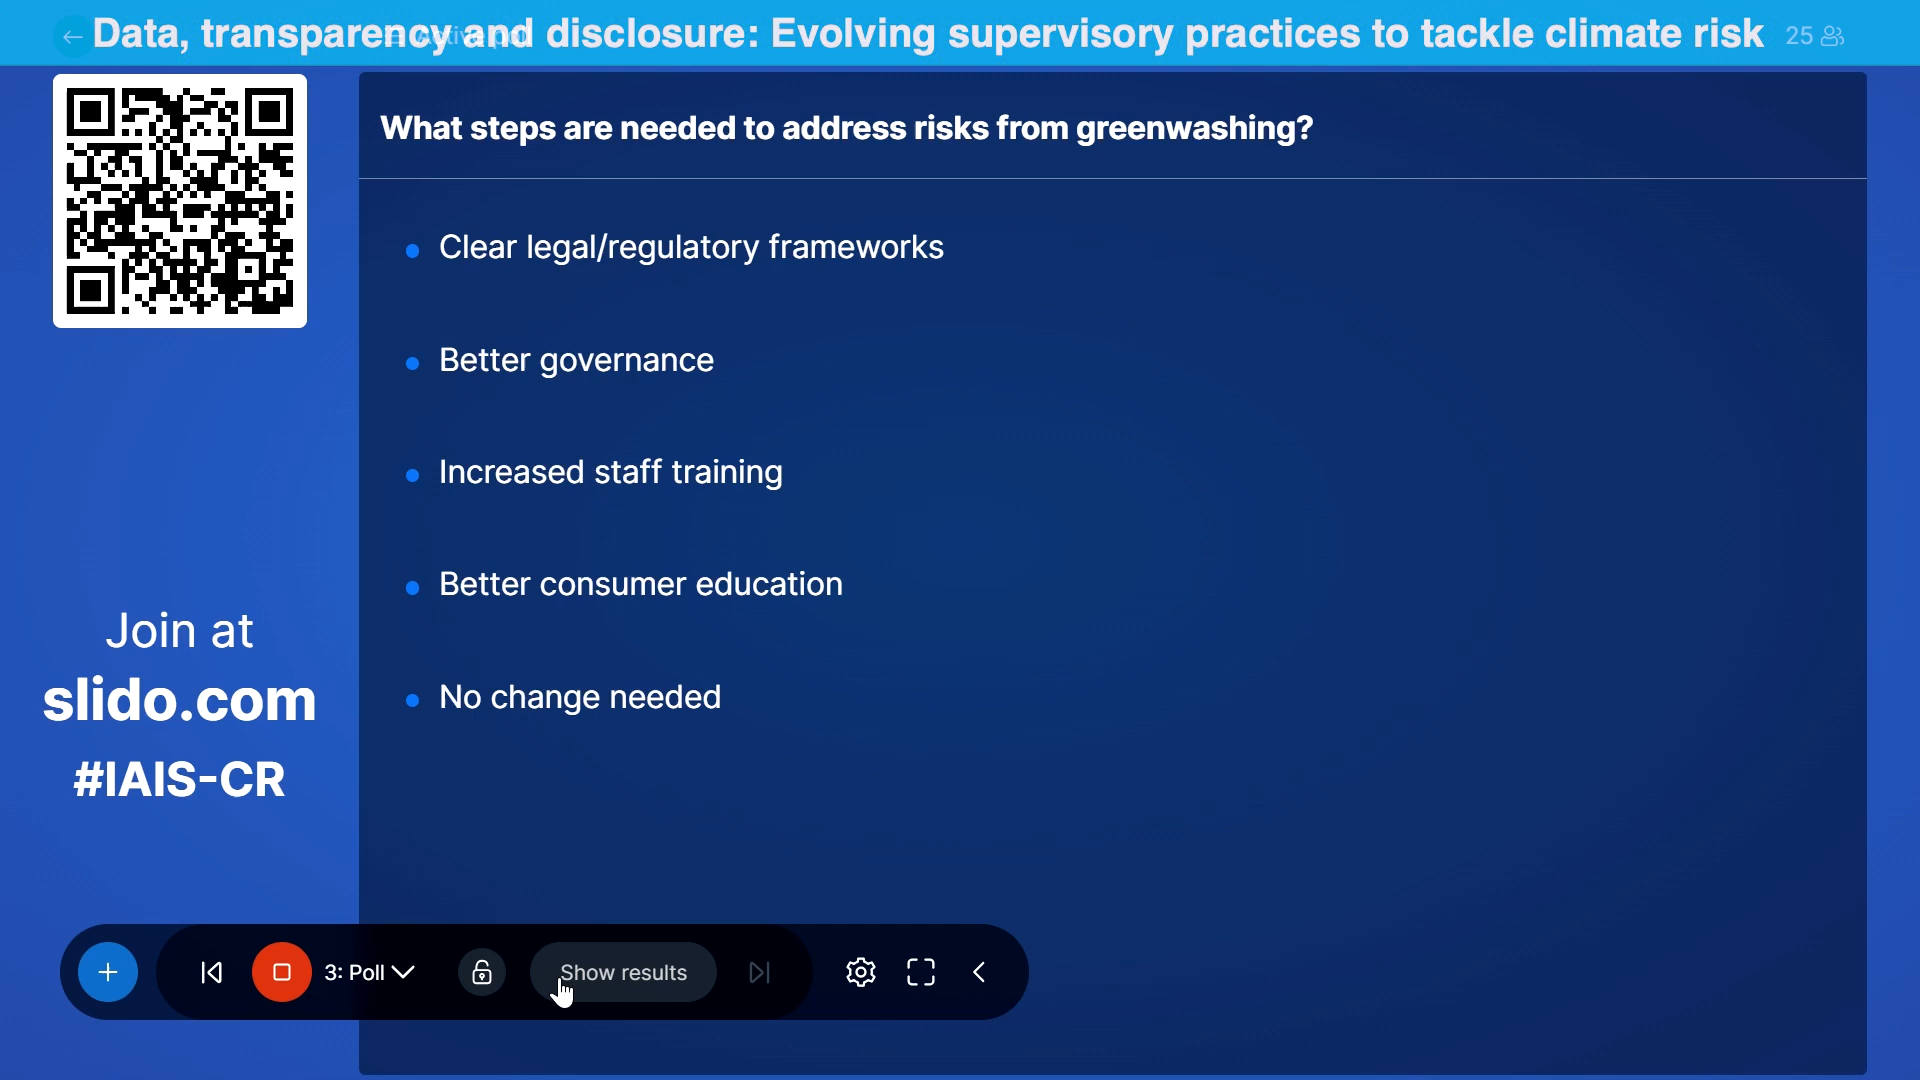 Data, transparency and disclosure: Evolving supervisory practices to tackle climate risk
25
What steps are needed to address risks from greenwashing?
Clear legal/regulatory frameworks
Better governance
Increased staff training
Better consumer education
No change needed
Join at
slido.com
#IAIS-CR
3: Poll
Show results